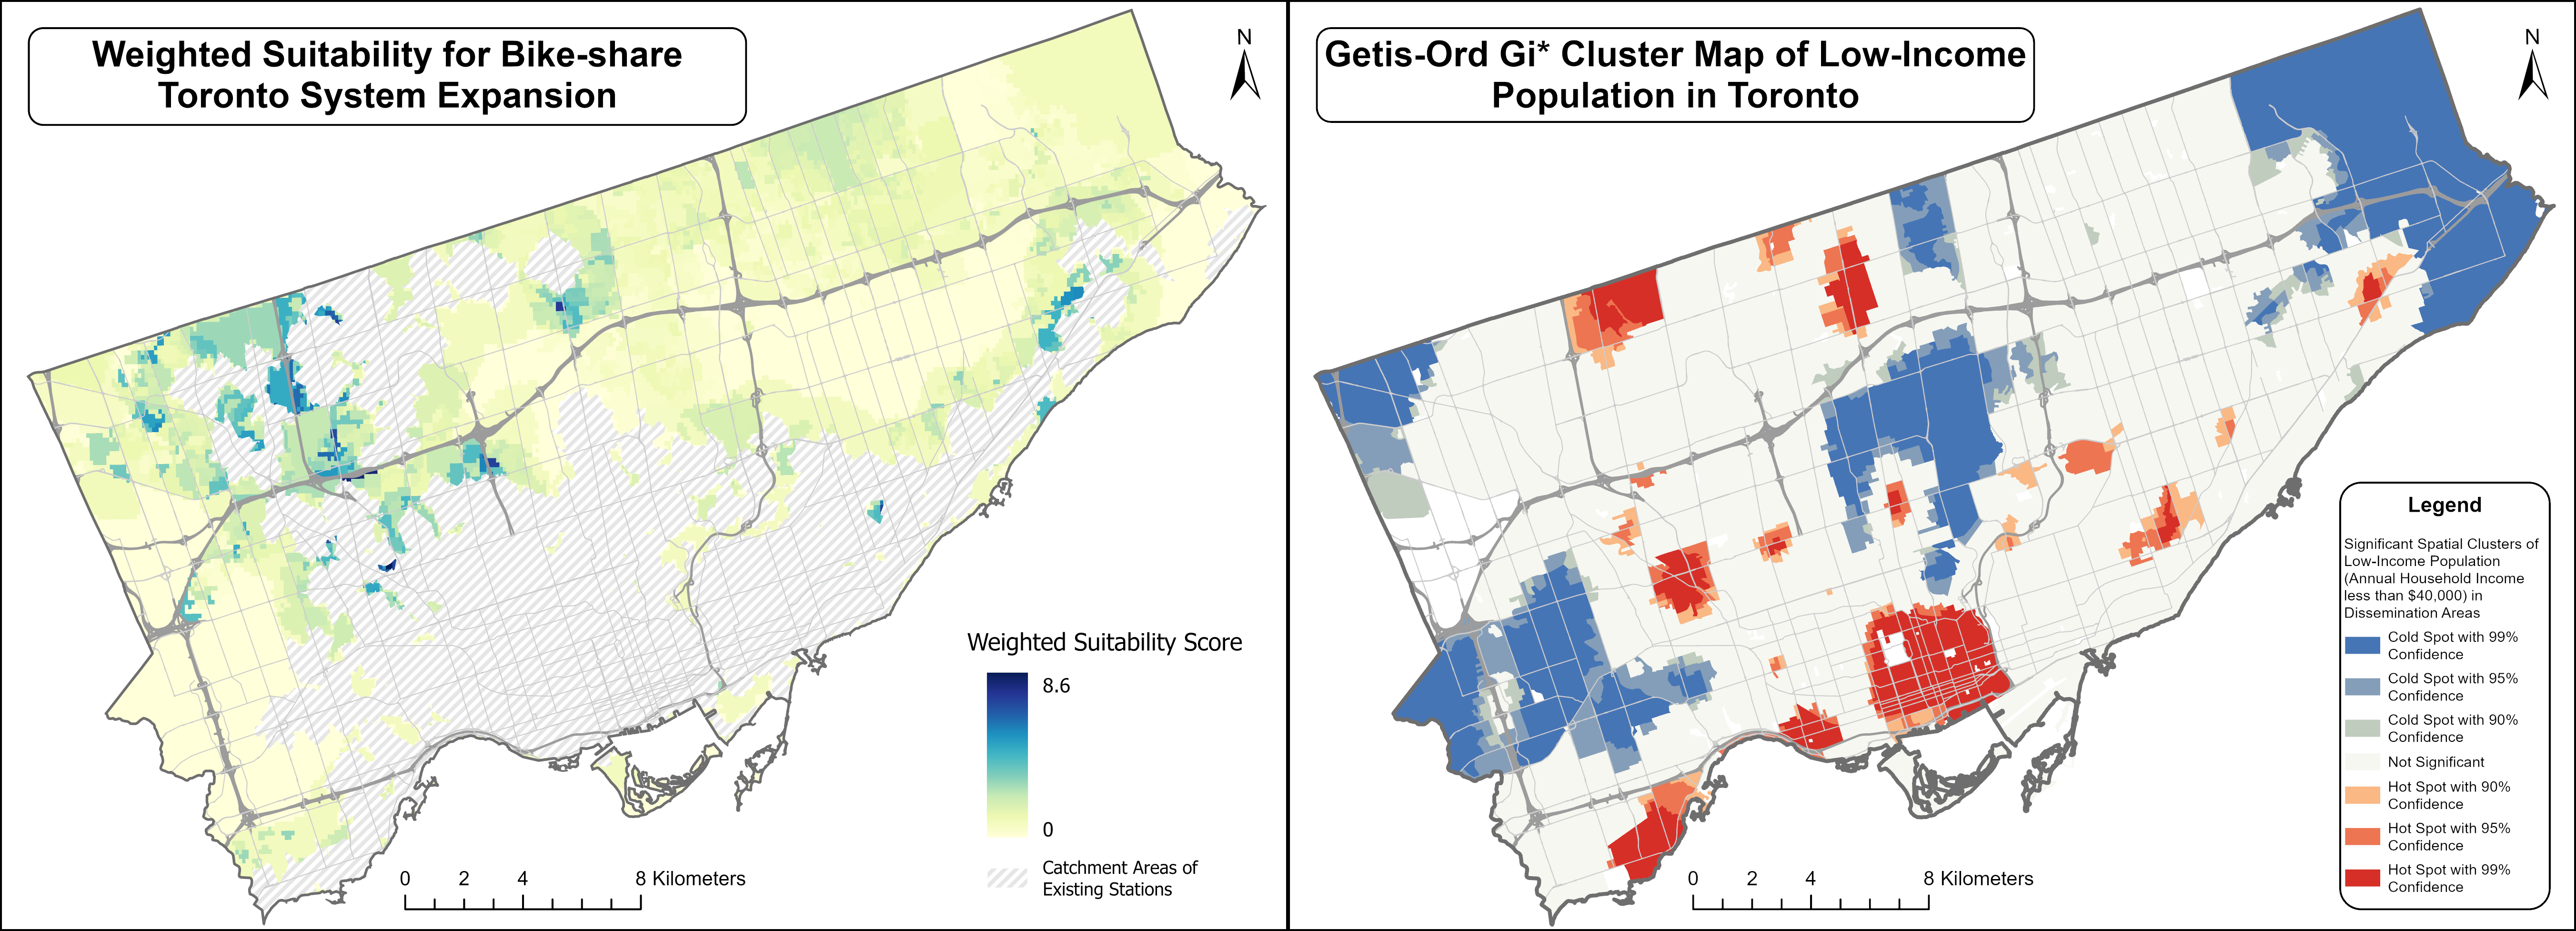 Weighted Suitability for Bike-share
Toronto System Expansion
N
Weighted Suitability Score
8.6
0
Catchment Areas of
Existing Stations
0 2 4 8 Kilometers
Getis-Ord Gi* Cluster Map of Low-Income
Population in Toronto
N
Legend
Significant Spatial Clusters of
Low-Income Population
(Annual Household Income
less than $40,000) in
Dissemination Areas
Cold Spot with 99%
Confidence
Cold Spot with 95%
Confidence
Cold Spot with 90%
Confidence
Not Significant
Hot Spot with 90%
Confidence
Hot Spot with 95%
Confidence
Hot Spot with 99%
Confidence
0 2 4 8 Kilometers